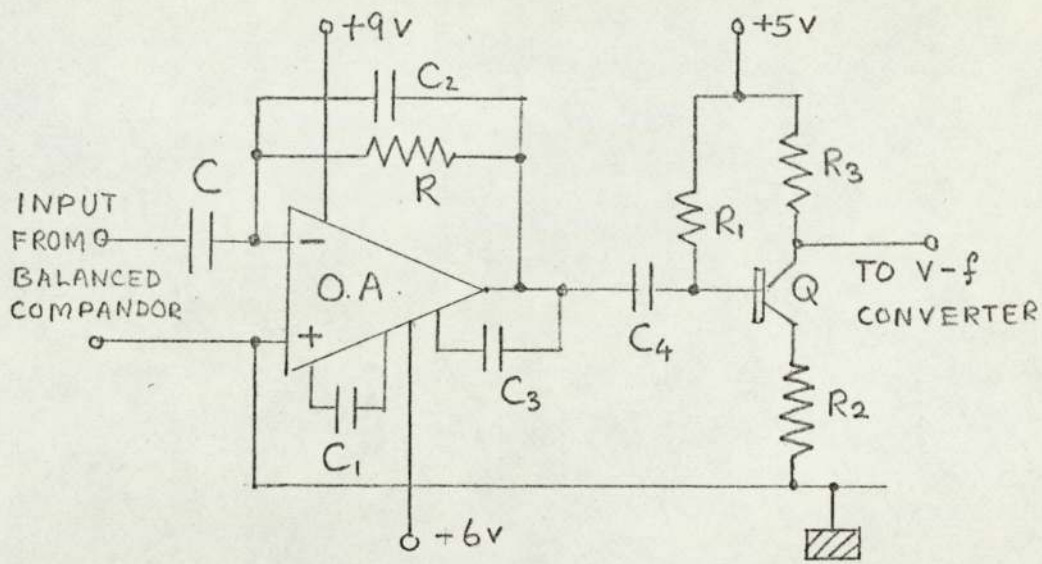 +9v
+5v
C2
R
C
R3
R1
INPUT
FROM
BALANCED
COMPANDOR
−
O.A.
+
Q
TO V-f
CONVERTER
C4
C3
C1
R2
+6v